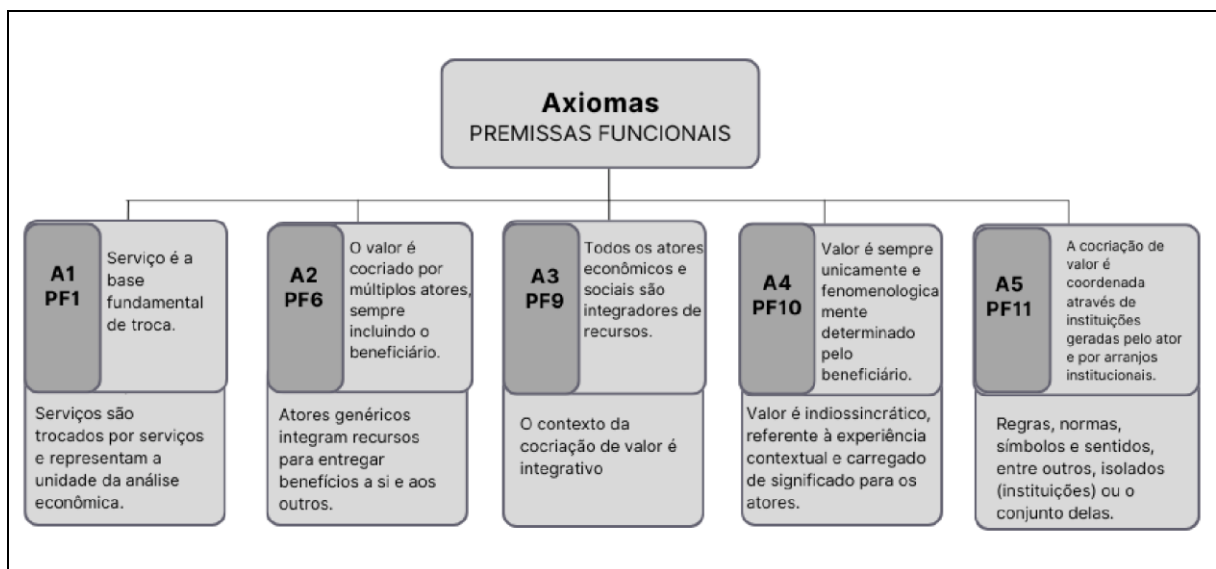 Axiomas
PREMISSAS FUNCIONAIS
A1
PF1
Serviço é a
base
fundamental
de troca.
Serviços são
trocados por serviços
e representam a
unidade da análise
econômica.
A2
PF6
O valor é
cocriado por
múltiplos atores,
sempre
incluindo o
beneficiário.
Atores genéricos
integram recursos
para entregar
benefícios a si e aos
outros.
A3
PF9
Todos os atores
econômicos e
sociais são
integradores de
recursos.
O contexto da
cocriação de valor é
integrativo
A4
PF10
Valor é sempre
unicamente e
fenomenologica
mente
determinado
pelo
beneficiário.
Valor é indiossincrático,
referente à experiência
contextual e carregado
de significado para os
atores.
A5
PF11
A cocriação de
valor é
coordenada
através de
instituições
geradas pelo ator
e por arranjos
institucionais.
Regras, normas,
símbolos e sentidos,
entre outros, isolados
(instituições) ou o
conjunto delas.